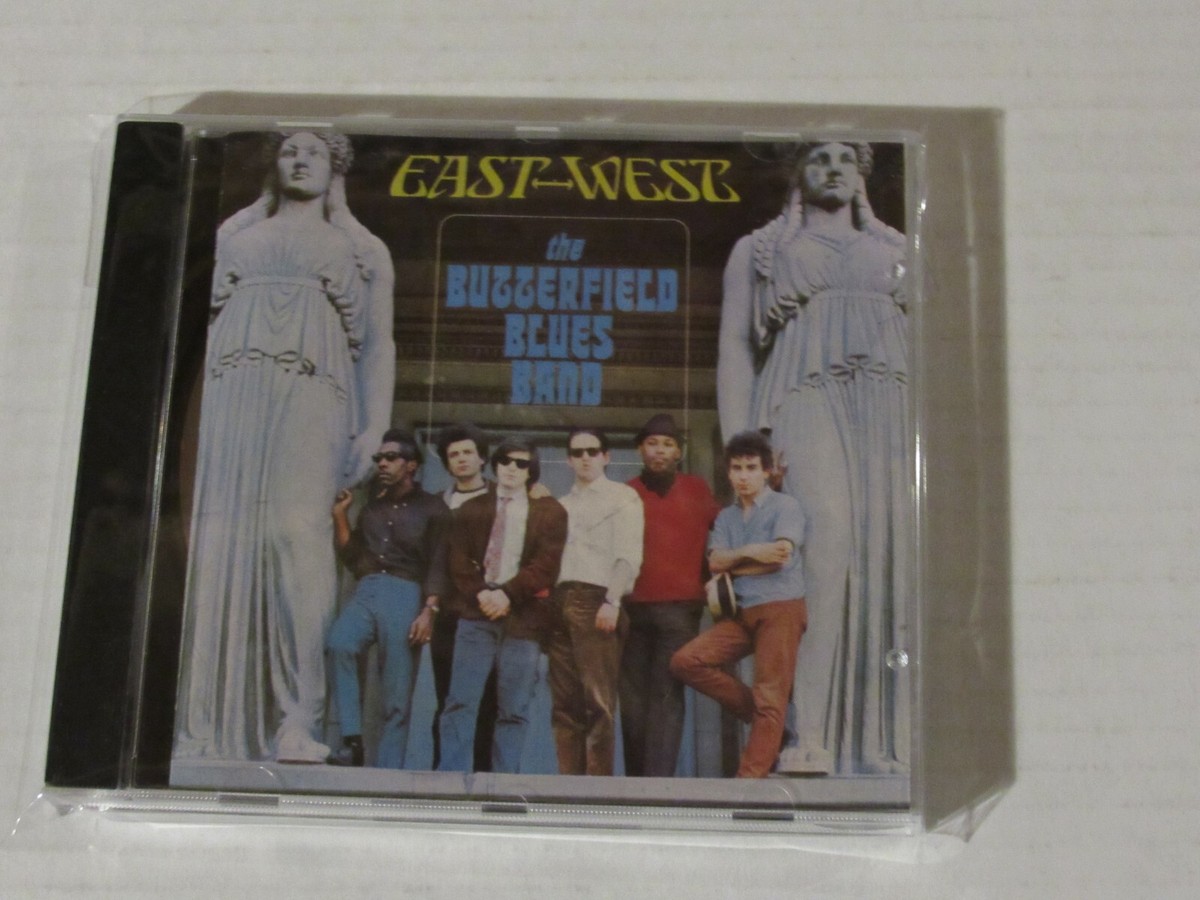 EAST-WEST
the
BUTTERFIELD
BLUES
BAND